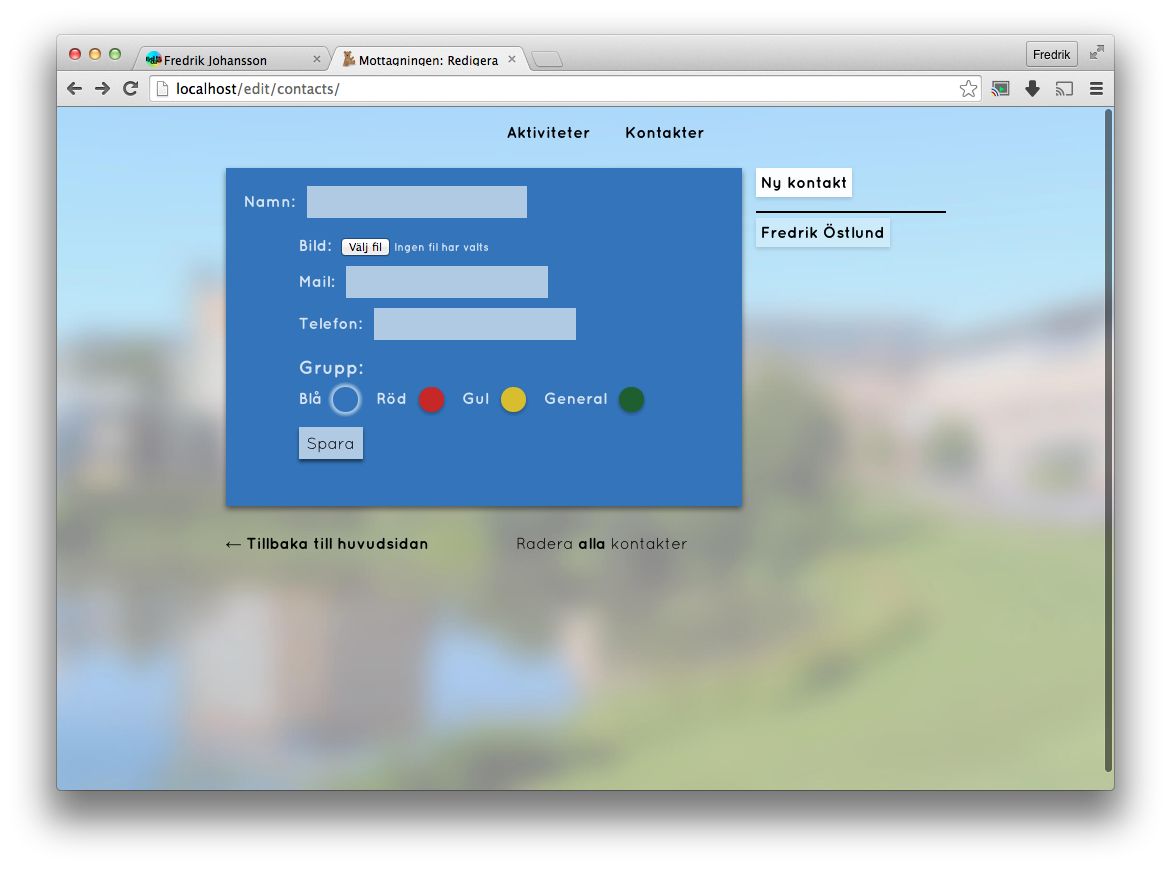 Fredrik Johansson
Mottagningen: Redigera
Fredrik
localhost/edit/contacts/
Aktiviteter Kontakter
Namn:
Bild: Välj fil Ingen fil har valts
Mail:
Telefon:
Grupp:
Blå Röd Gul General
Spara
Ny kontakt
Fredrik Östlund
← Tillbaka till huvudsidan Radera alla kontakter